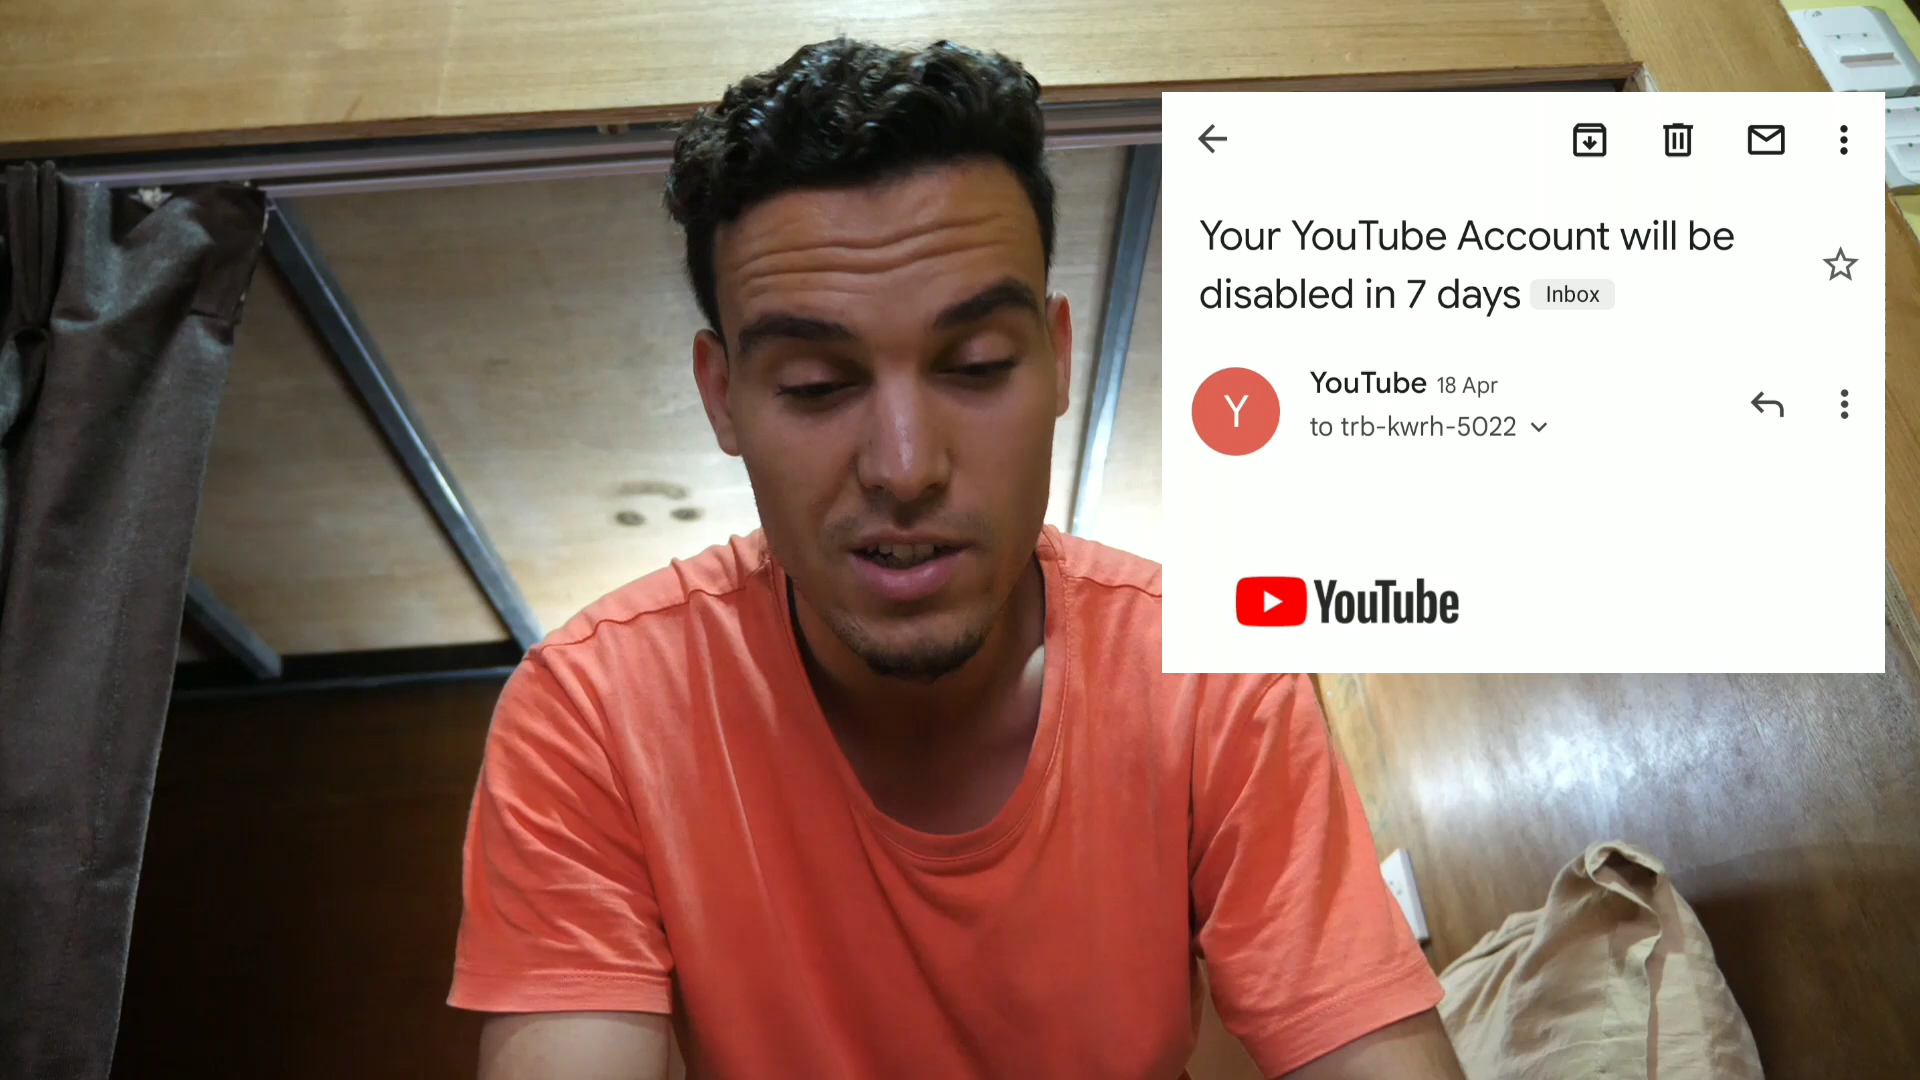 Your YouTube Account will be
disabled in 7 days Inbox
Y
YouTube 18 Apr
to trb-kwrh-5022
YouTube